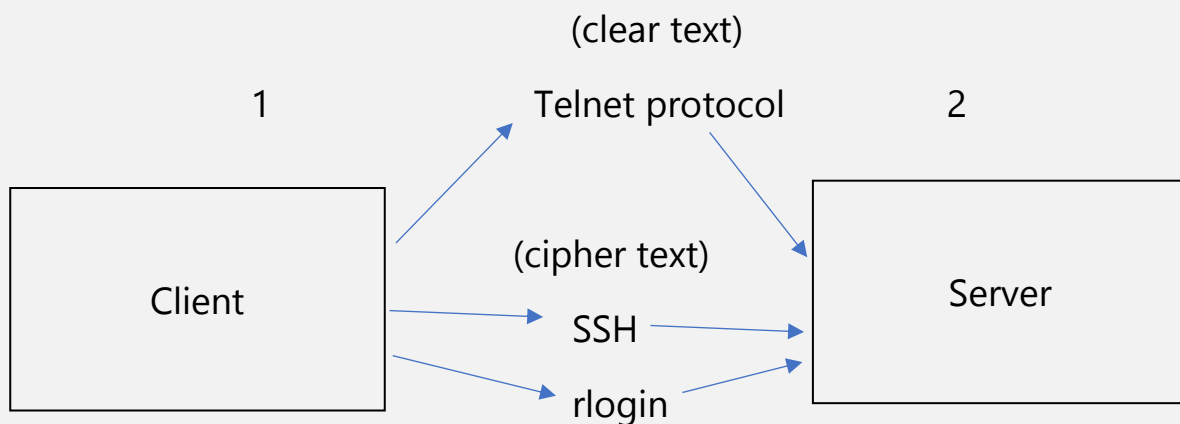 (clear text)
1 Telnet protocol 2
(cipher text)
Client
Server
SSH
rlogin